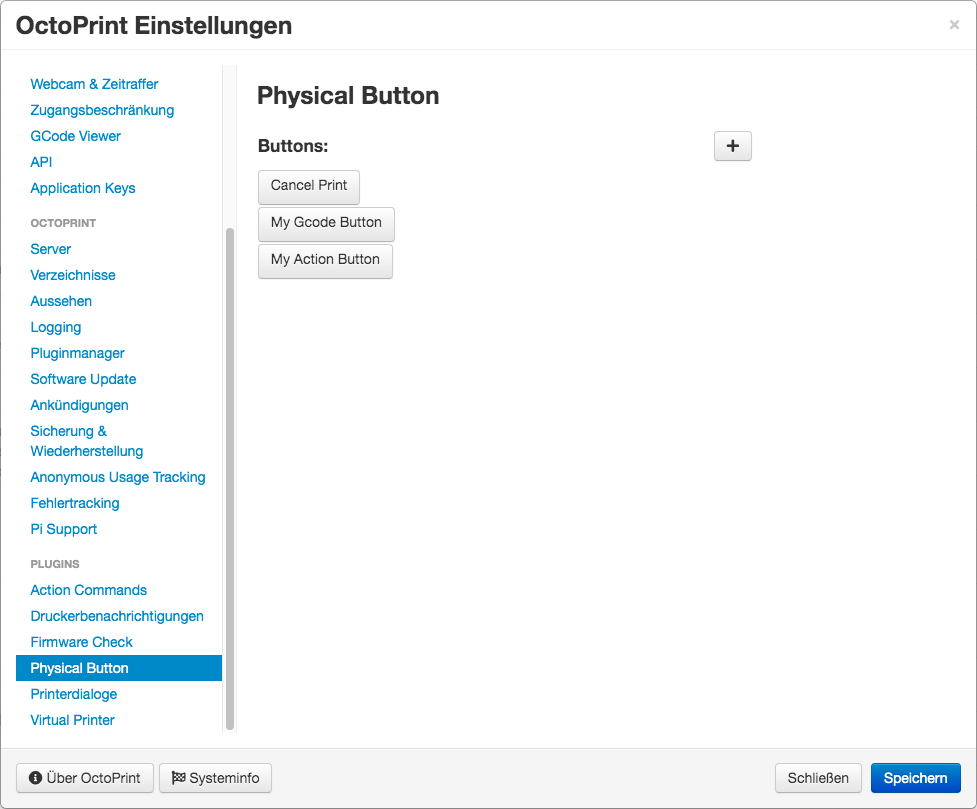 OctoPrint Einstellungen
×
Webcam & Zeitraffer
Zugangsbeschränkung
GCode Viewer
API
Application Keys
OCTOPRINT
Server
Verzeichnisse
Aussehen
Logging
Pluginmanager
Software Update
Ankündigungen
Sicherung &
Wiederherstellung
Anonymous Usage Tracking
Fehlertracking
Pi Support
PLUGINS
Action Commands
Druckerbenachrichtigungen
Firmware Check
Physical Button
Printerdialoge
Virtual Printer
Physical Button
Buttons:
+
Cancel Print
My Gcode Button
My Action Button
Über OctoPrint
Systeminfo
Schließen
Speichern